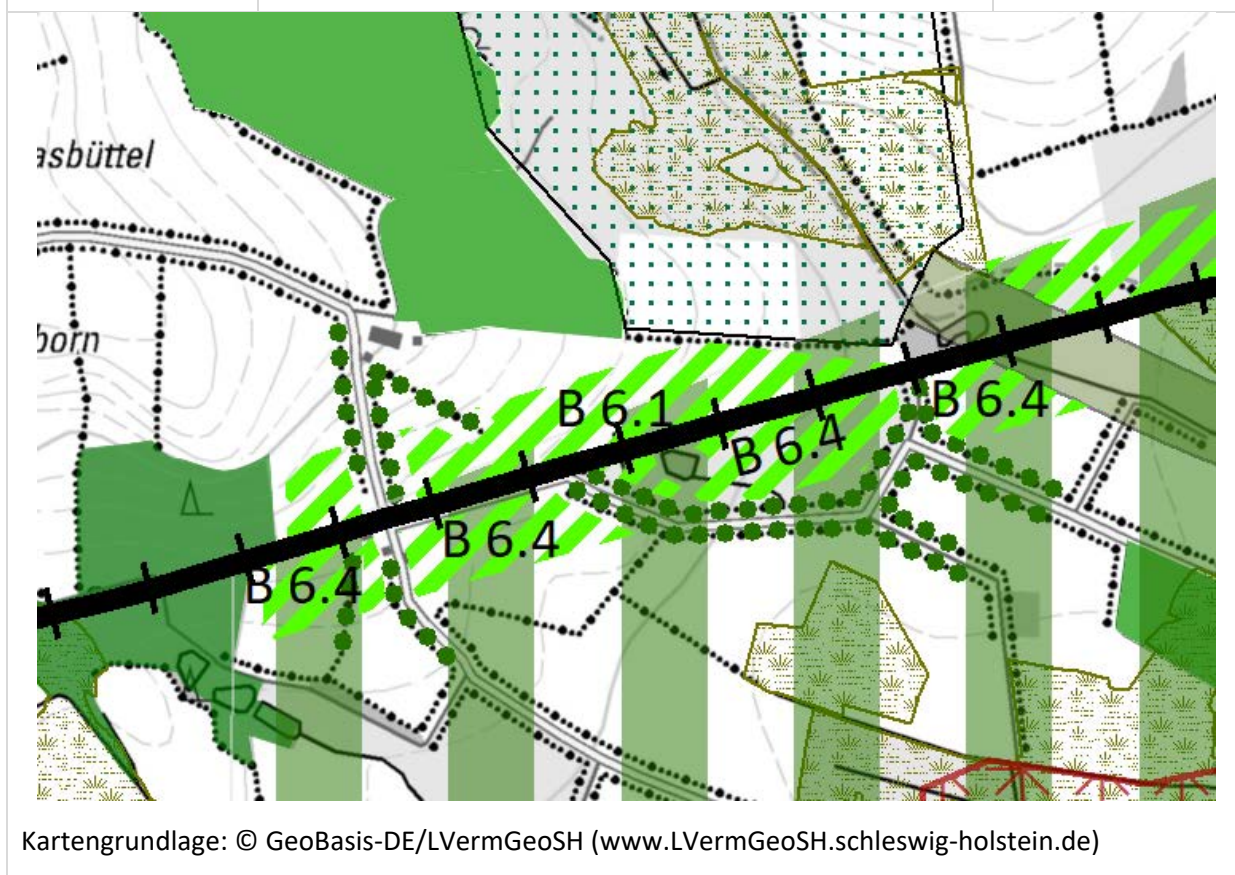 asbüttel
born
B 6.1
B 6.4
B 6.4
B 6.4
B 6.4
Kartengrundlage: © GeoBasis-DE/LVermGeoSH (www.LVermGeoSH.schleswig-holstein.de)